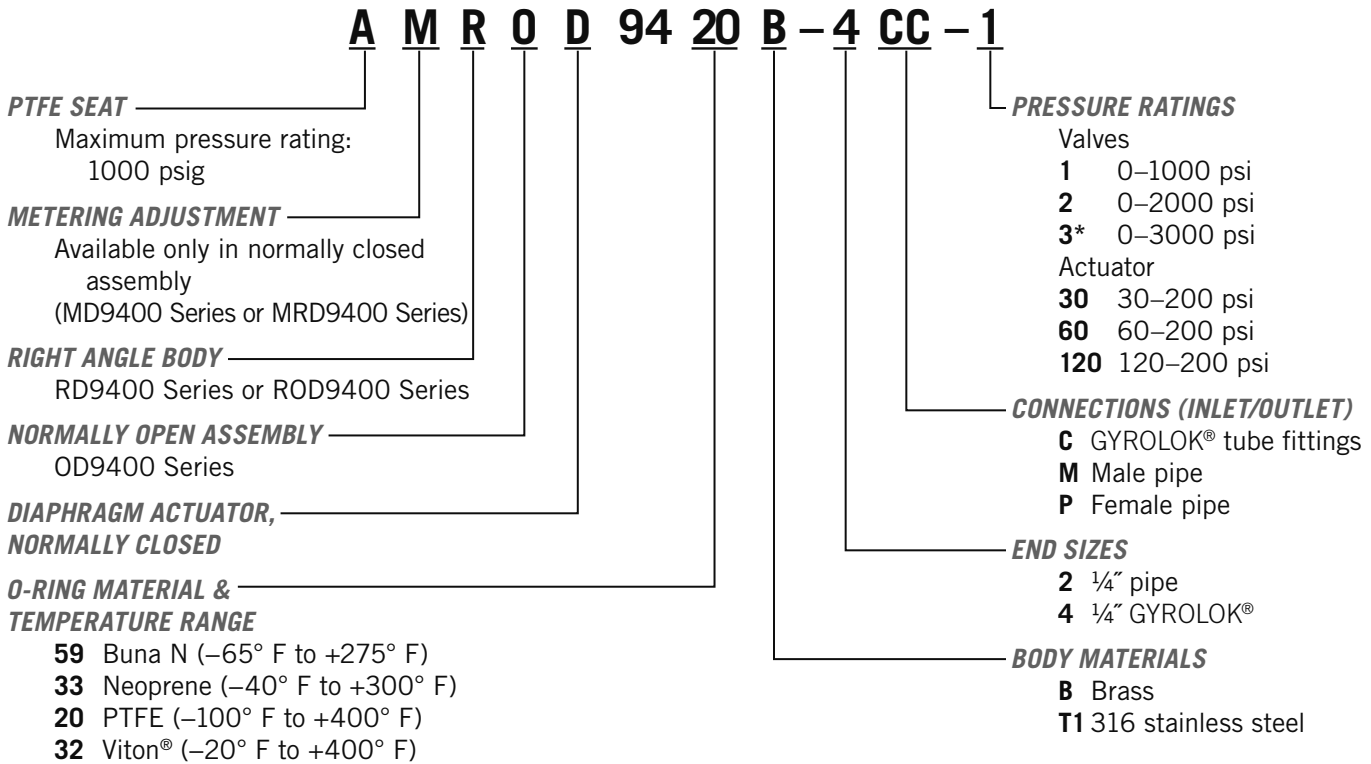 A M R O D 94 20 B – 4 CC – 1
PTFE SEAT
Maximum pressure rating:
1000 psig
METERING ADJUSTMENT
Available only in normally closed
assembly
(MD9400 Series or MRD9400 Series)
RIGHT ANGLE BODY
RD9400 Series or ROD9400 Series
NORMALLY OPEN ASSEMBLY
OD9400 Series
DIAPHRAGM ACTUATOR,
NORMALLY CLOSED
O-RING MATERIAL &
TEMPERATURE RANGE
59 Buna N (–65° F to +275° F)
33 Neoprene (–40° F to +300° F)
20 PTFE (–100° F to +400° F)
32 Viton® (–20° F to +400° F)
PRESSURE RATINGS
Valves
1 0–1000 psi
2 0–2000 psi
3* 0–3000 psi
Actuator
30 30–200 psi
60 60–200 psi
120 120–200 psi
CONNECTIONS (INLET/OUTLET)
C GYROLOK® tube fittings
M Male pipe
P Female pipe
END SIZES
2 ¼˝ pipe
4 ¼˝ GYROLOK®
BODY MATERIALS
B Brass
T1 316 stainless steel